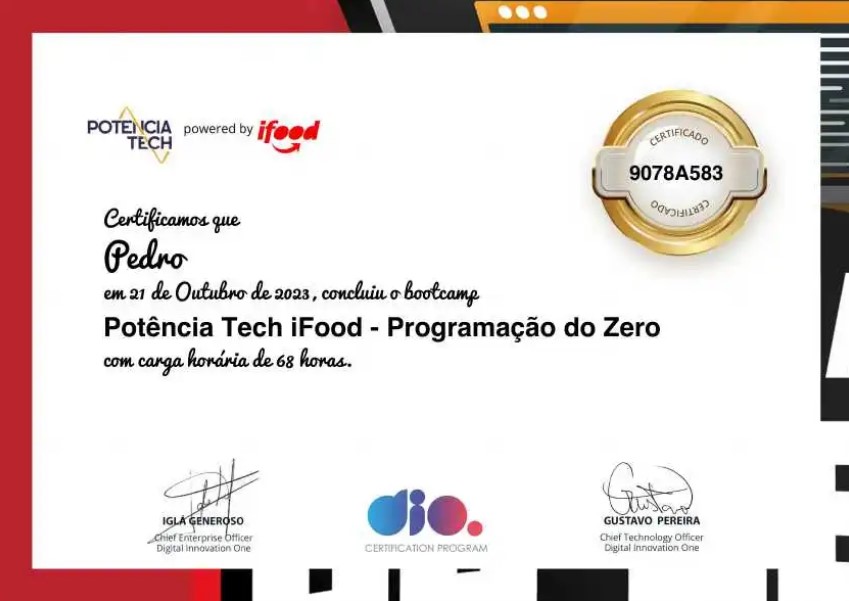 POTÊNCIA
TECH
powered by ifood
CERTIFICADO
9078A583
CERTIFICADO
Certificamos que
Pedro
em 21 de Outubro de 2023, concluiu o bootcamp
Potência Tech iFood - Programação do Zero
com carga horária de 68 horas.
IGLÁ GENEROSO
Chief Enterprise Officer
Digital Innovation One
dio.
CERTIFICATION PROGRAM
GUSTAVO PEREIRA
Chief Technology Officer
Digital Innovation One